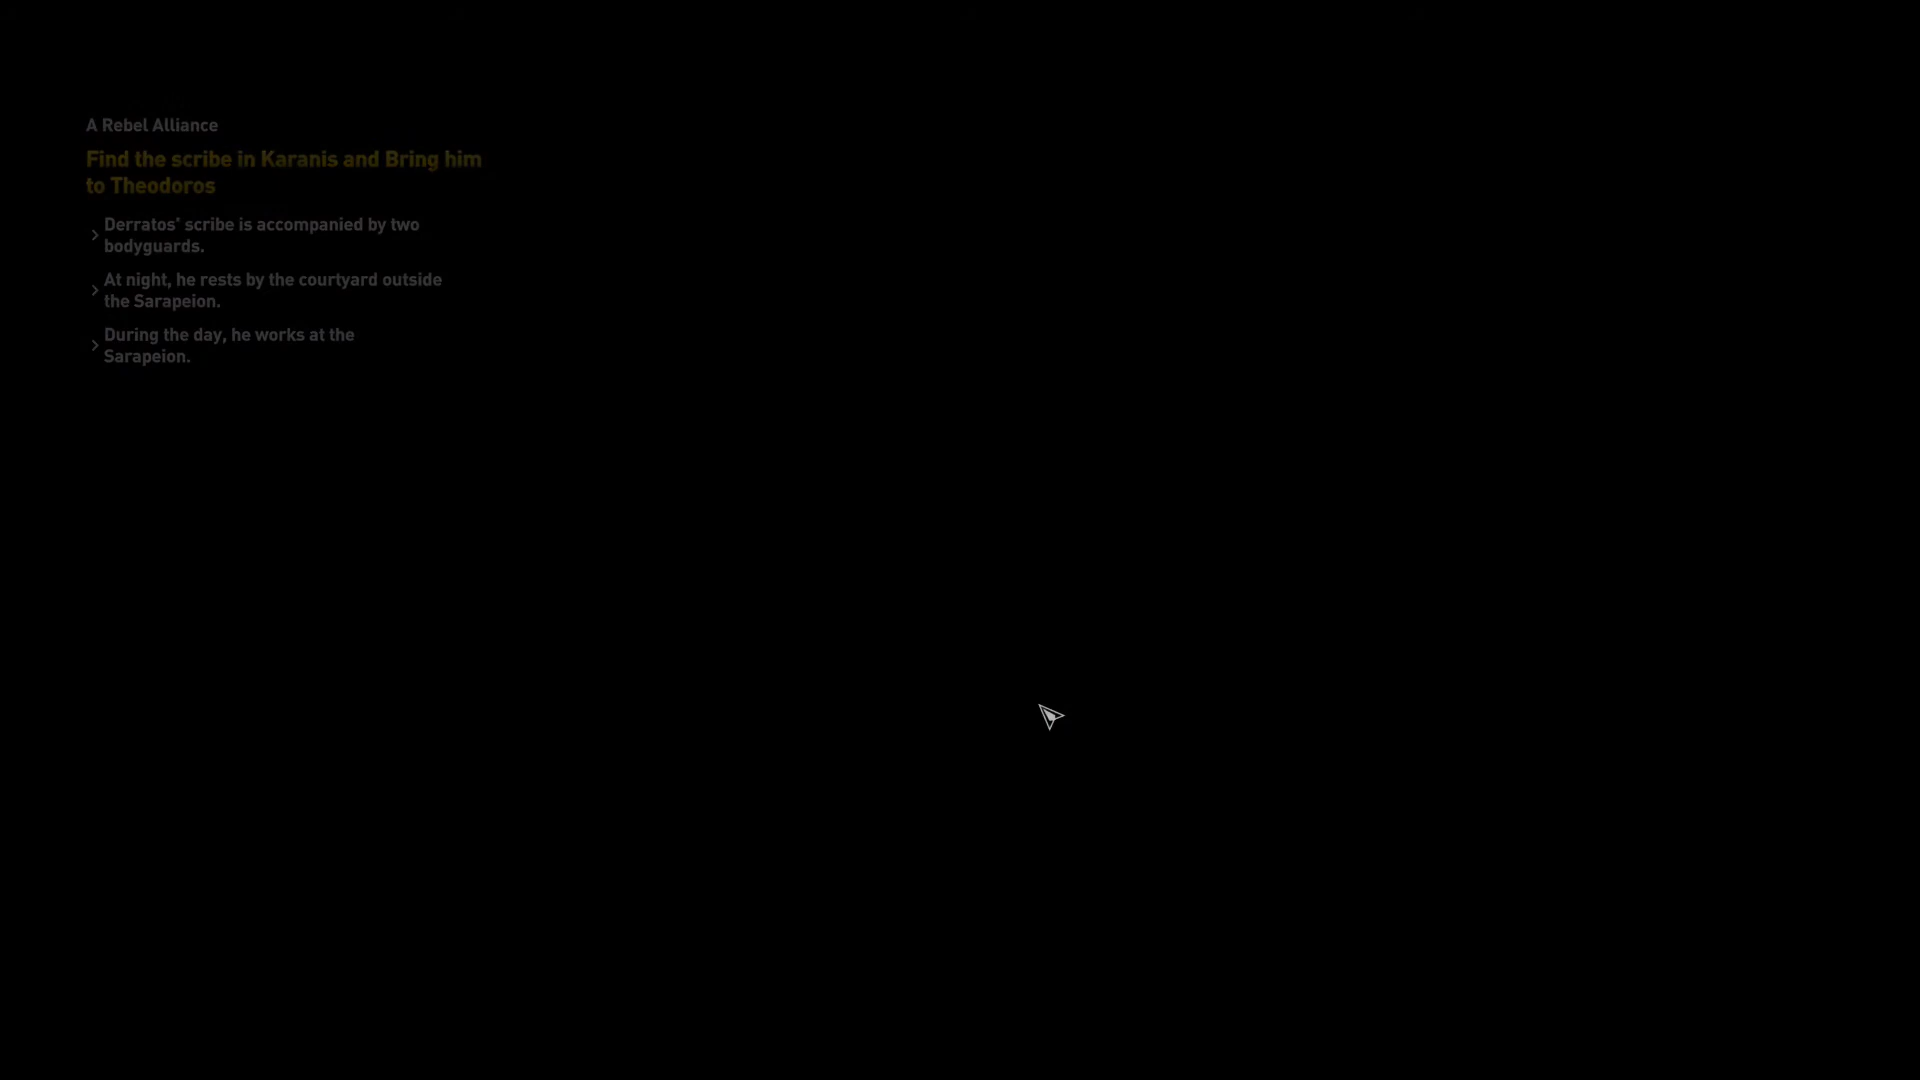 A Rebel Alliance
Find the scribe in Karanis and Bring him
to Theodoros
Derratos' scribe is accompanied by two
bodyguards.
At night, he rests by the courtyard outside
the Sarapeion.
During the day, he works at the
Sarapeion.